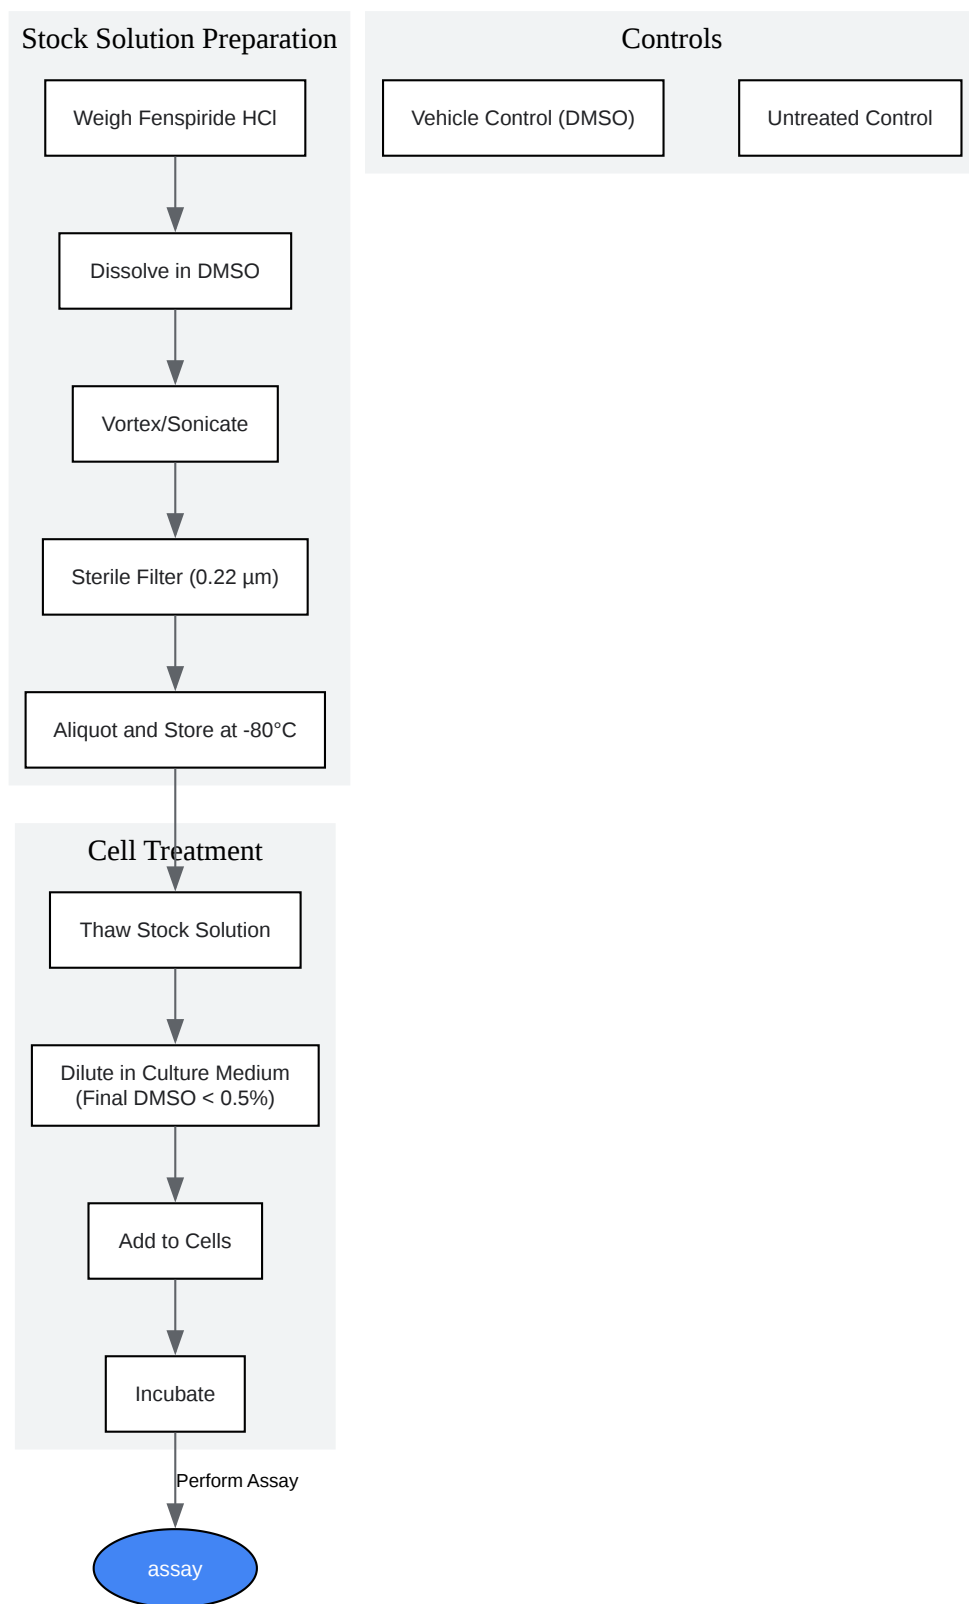 Stock Solution Preparation
Weigh Fenspiride HCl
Dissolve in DMSO
Vortex/Sonicate
Sterile Filter (0.22 µm)
Aliquot and Store at -80°C
Cell Treatment
Thaw Stock Solution
Dilute in Culture Medium
(Final DMSO < 0.5%)
Add to Cells
Incubate
Perform Assay
assay
Controls
Vehicle Control (DMSO)
Untreated Control